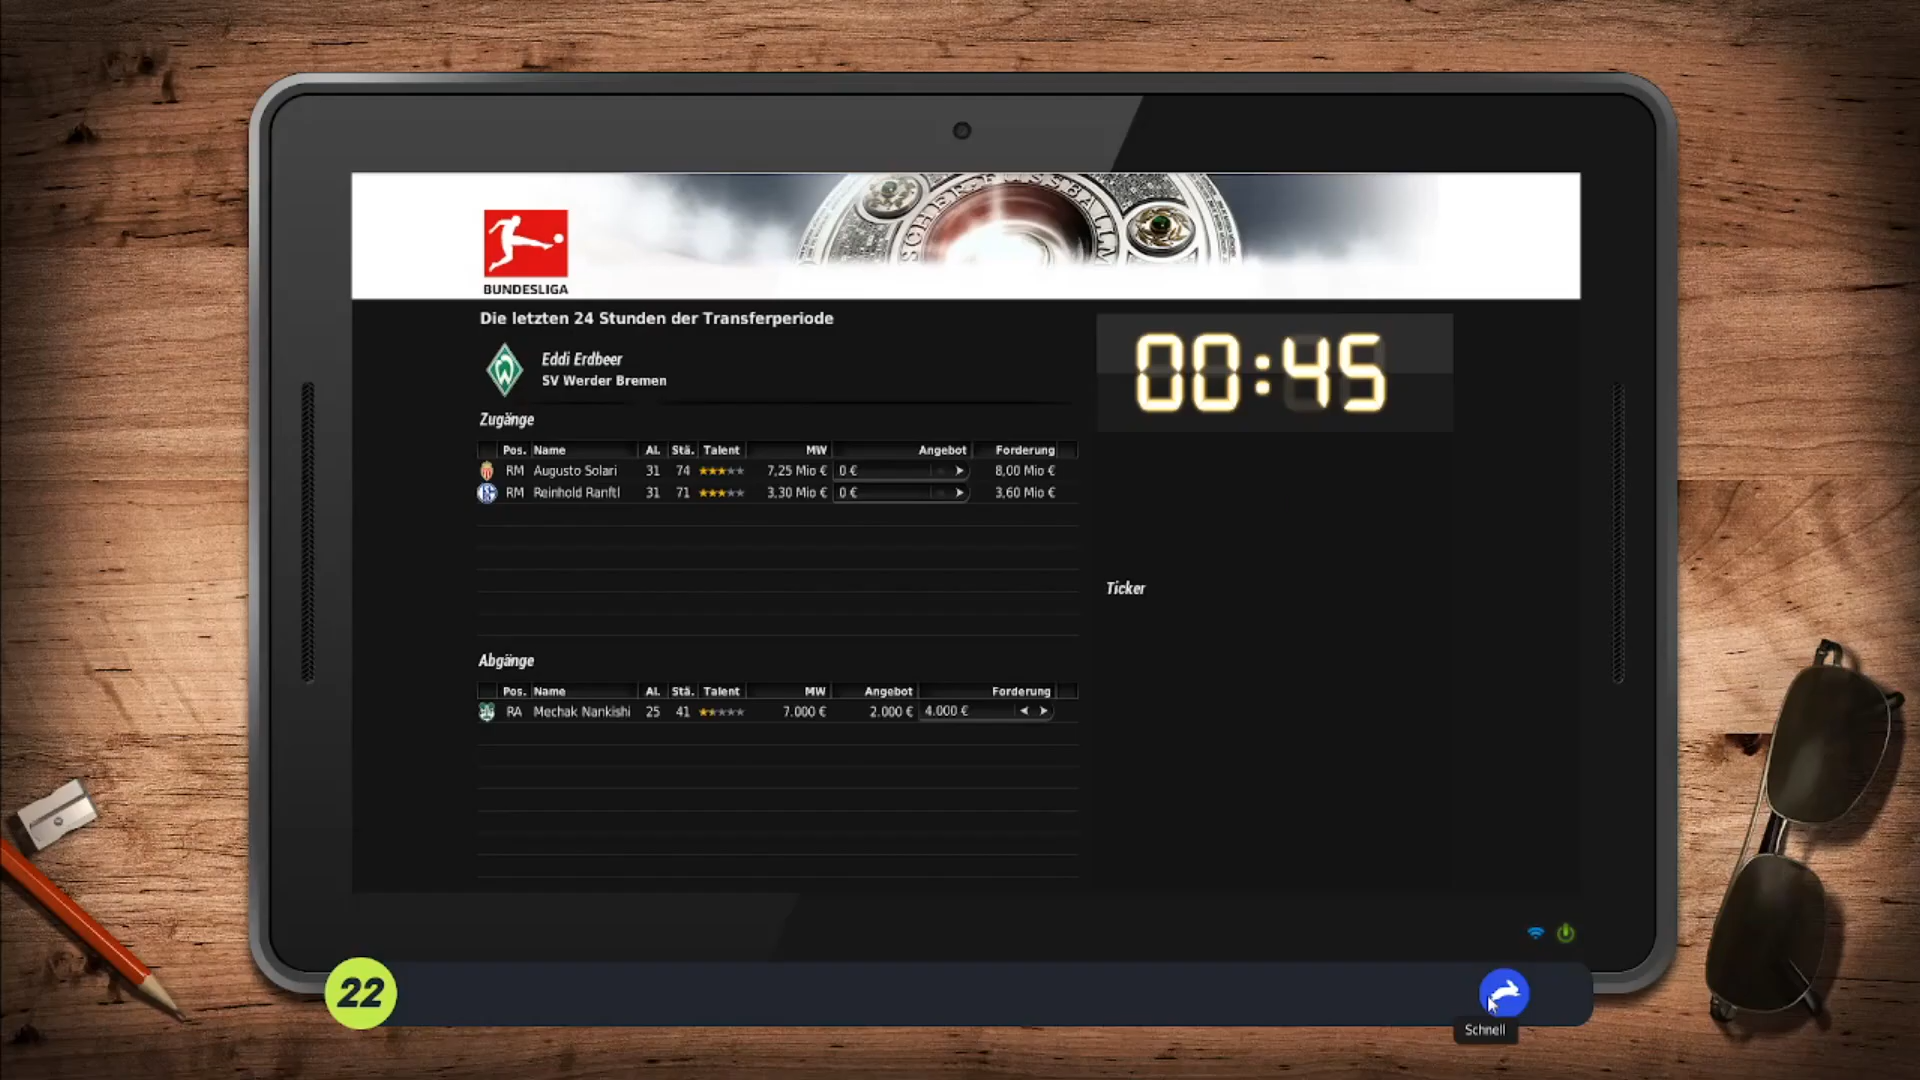 SCHER FUSSBALLM
BUNDESLIGA
Die letzten 24 Stunden der Transferperiode
Eddi Erdbeer
SV Werder Bremen
00:45
Zugänge
Pos. Name Al. Stä. Talent MW Angebot Forderung
RM Augusto Solari 31 74 7,25 Mio € 0 € 8,00 Mio €
RM Reinhold Ranftl 31 71 3,30 Mio € 0 € 3,60 Mio €
Ticker
Abgänge
Pos. Name Al. Stä. Talent MW Angebot Forderung
RA Mechak Nankishi 25 41 7.000 € 2.000 € 4.000 €
22
Schnell